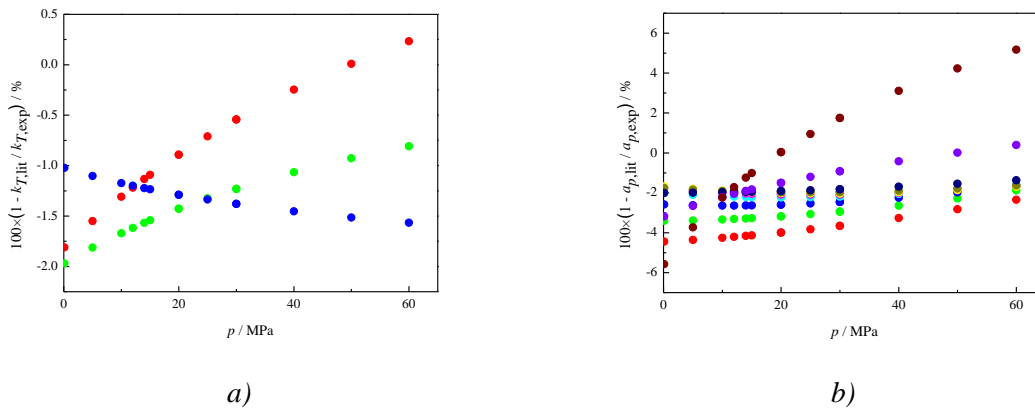 100×(1 - k_T,lit / k_T,exp) / %
0.5
0.0
-0.5
-1.0
-1.5
-2.0
0 20 40 60
p / MPa
a)
100×(1 - a_p,lit / a_p,exp) / %
6
4
2
0
-2
-4
-6
0 20 40 60
p / MPa
b)